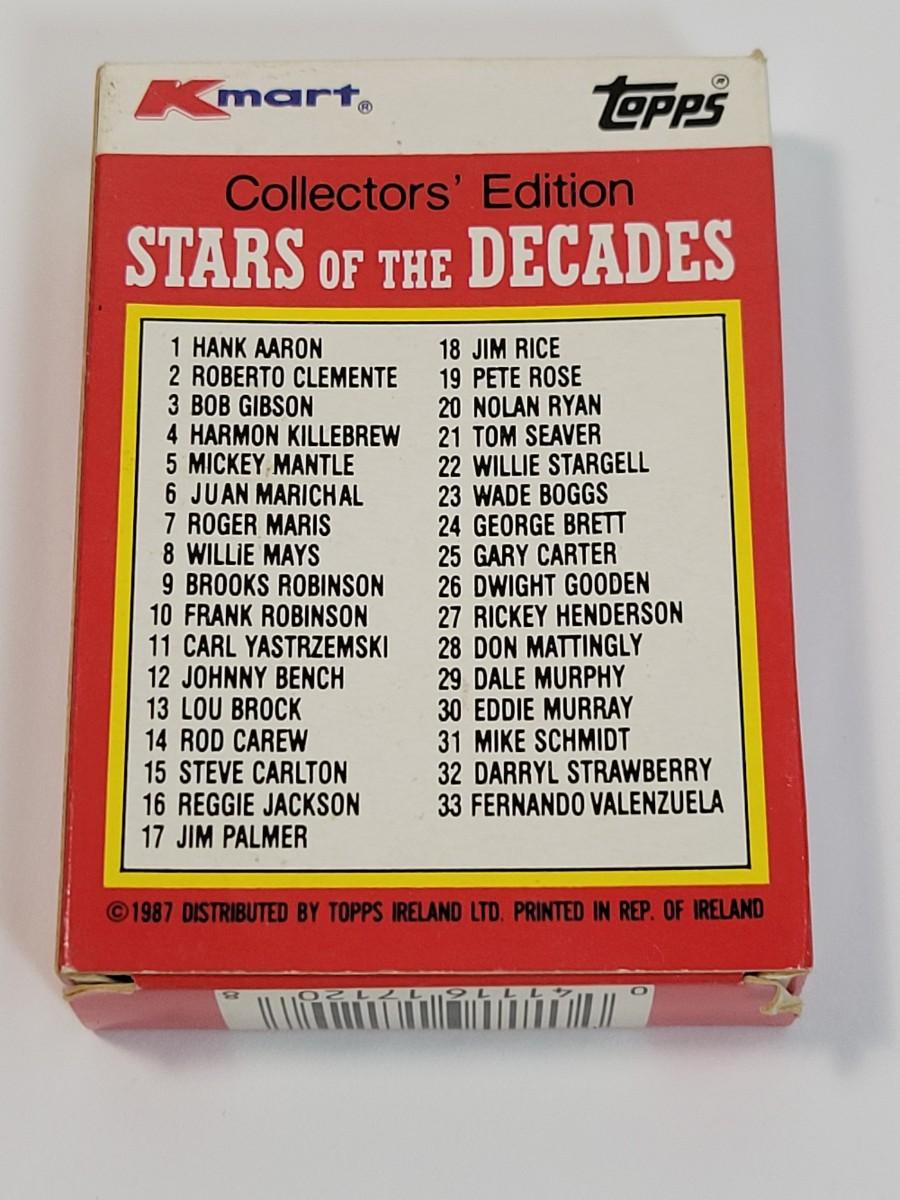 Kmart®
topps®
Collectors' Edition
STARS OF THE DECADES
1 HANK AARON
2 ROBERTO CLEMENTE
3 BOB GIBSON
4 HARMON KILLEBREW
5 MICKEY MANTLE
6 JUAN MARICHAL
7 ROGER MARIS
8 WILLIE MAYS
9 BROOKS ROBINSON
10 FRANK ROBINSON
11 CARL YASTRZEMSKI
12 JOHNNY BENCH
13 LOU BROCK
14 ROD CAREW
15 STEVE CARLTON
16 REGGIE JACKSON
17 JIM PALMER
18 JIM RICE
19 PETE ROSE
20 NOLAN RYAN
21 TOM SEAVER
22 WILLIE STARGELL
23 WADE BOGGS
24 GEORGE BRETT
25 GARY CARTER
26 DWIGHT GOODEN
27 RICKEY HENDERSON
28 DON MATTINGLY
29 DALE MURPHY
30 EDDIE MURRAY
31 MIKE SCHMIDT
32 DARRYL STRAWBERRY
33 FERNANDO VALENZUELA
©1987 DISTRIBUTED BY TOPPS IRELAND LTD. PRINTED IN REP. OF IRELAND
0 41116 17120 8